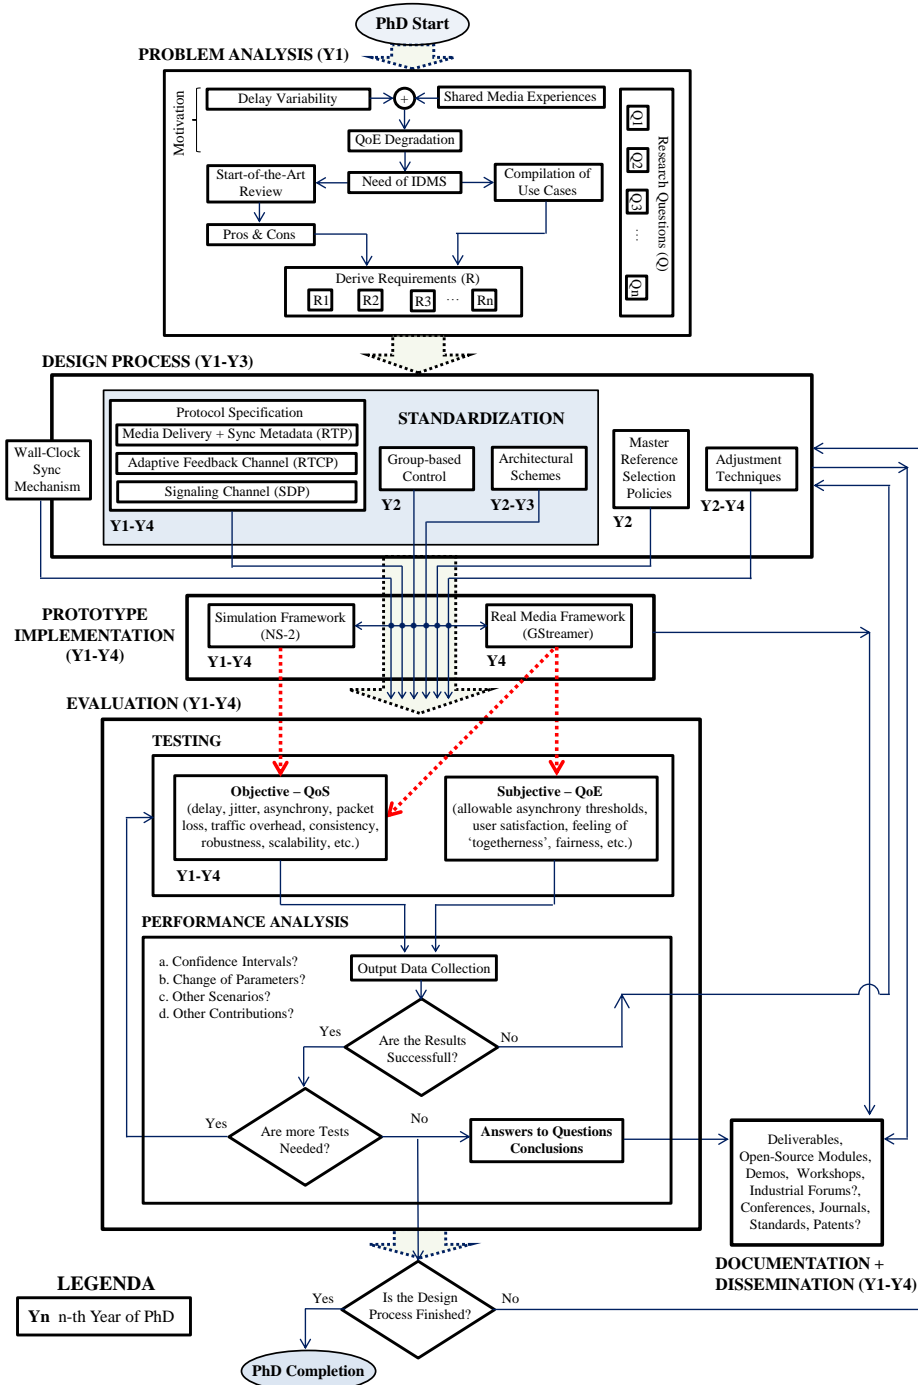 PhD Start
PROBLEM ANALYSIS (Y1)
Motivation
Delay Variability
+
Shared Media Experiences
QoE Degradation
Start-of-the-Art
Review
Need of IDMS
Compilation of
Use Cases
Pros & Cons
Derive Requirements (R)
R1
R2
R3
...
Rn
Research Questions (Q)
Q1
Q2
Q3
...
Qn
DESIGN PROCESS (Y1-Y3)
Wall-Clock
Sync
Mechanism
Protocol Specification
Media Delivery + Sync Metadata (RTP)
Adaptive Feedback Channel (RTCP)
Signaling Channel (SDP)
Y1-Y4
STANDARDIZATION
Group-based
Control
Y2
Architectural
Schemes
Y2-Y3
Master
Reference
Selection
Policies
Y2
Adjustment
Techniques
Y2-Y4
PROTOTYPE
IMPLEMENTATION
(Y1-Y4)
Simulation Framework
(NS-2)
Y1-Y4
Real Media Framework
(GStreamer)
Y4
EVALUATION (Y1-Y4)
TESTING
Objective – QoS
(delay, jitter, asynchrony, packet
loss, traffic overhead, consistency,
robustness, scalability, etc.)
Y1-Y4
Subjective – QoE
(allowable asynchrony thresholds,
user satisfaction, feeling of
‘togetherness’, fairness, etc.)
PERFORMANCE ANALYSIS
a. Confidence Intervals?
b. Change of Parameters?
c. Other Scenarios?
d. Other Contributions?
Output Data Collection
Yes
Are the Results
Successfull?
No
Yes
Are more Tests
Needed?
No
Answers to Questions
Conclusions
Deliverables,
Open-Source Modules,
Demos, Workshops,
Industrial Forums?,
Conferences, Journals,
Standards, Patents?
DOCUMENTATION +
DISSEMINATION (Y1-Y4)
LEGENDA
Yn n-th Year of PhD
Yes
Is the Design
Process Finished?
No
PhD Completion